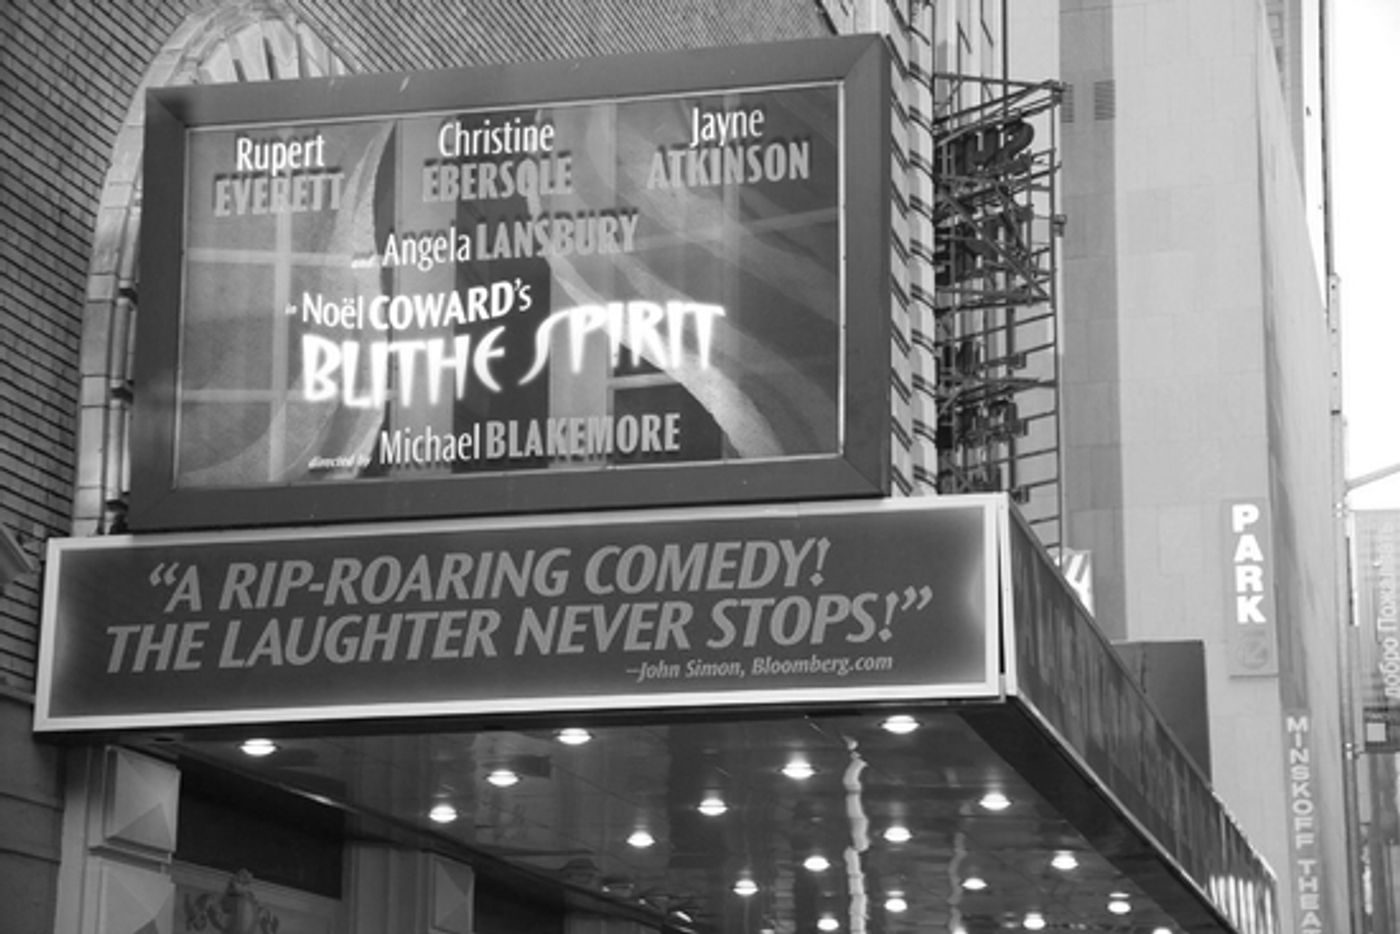 Rupert EVERETT
Christine EBERSOLE
Jayne ATKINSON
and Angela LANSBURY
in Noël COWARD's
BLITHE SPIRIT
directed by Michael BLAKEMORE
“A RIP-ROARING COMEDY!
THE LAUGHTER NEVER STOPS!”
—John Simon, Bloomberg.com
PARK
MINSKOFF THEA